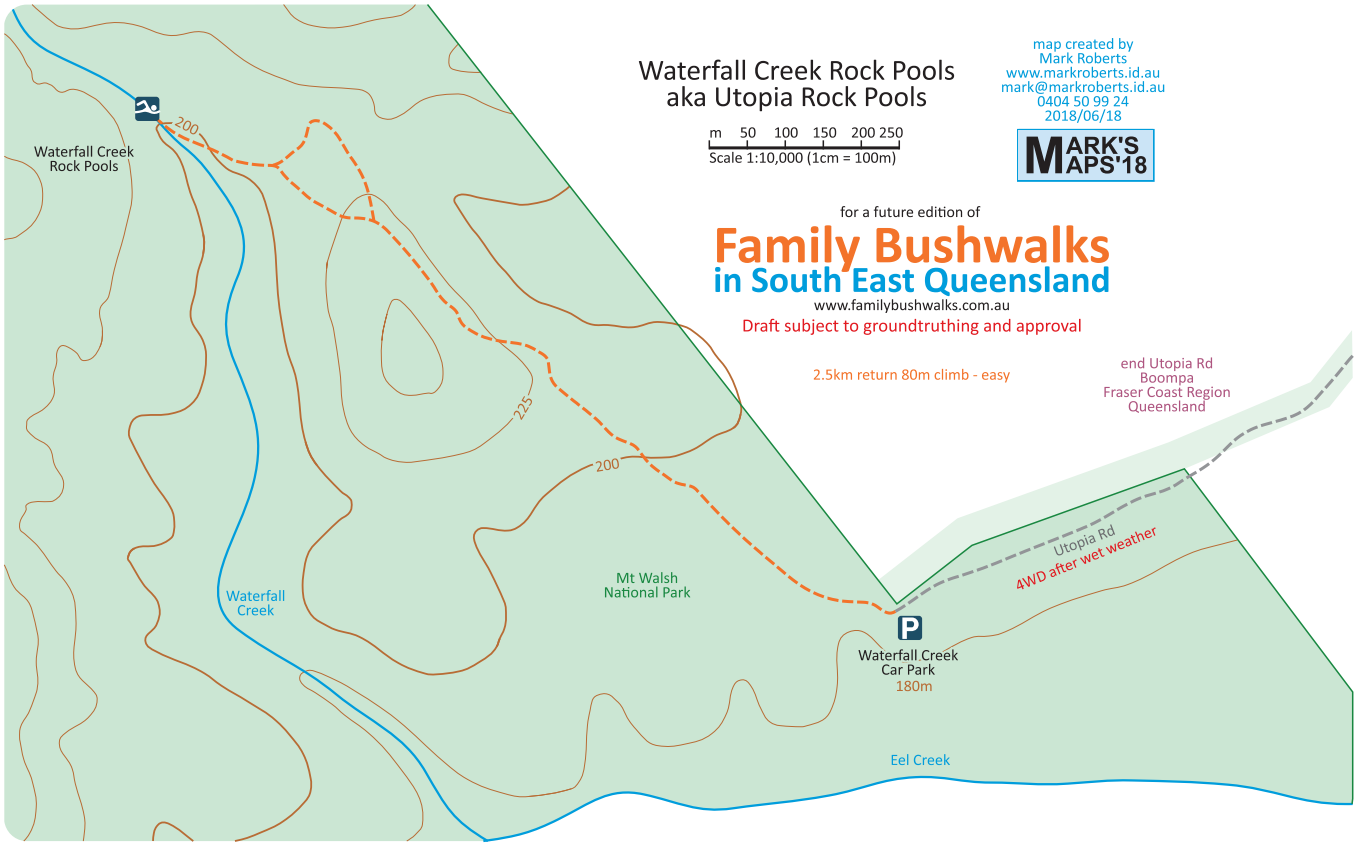 Waterfall Creek Rock Pools
aka Utopia Rock Pools
m 50 100 150 200 250
Scale 1:10,000 (1cm = 100m)
map created by
Mark Roberts
www.markroberts.id.au
mark@markroberts.id.au
0404 50 99 24
2018/06/18
MARK'S
MAPS'18
for a future edition of
Family Bushwalks
in South East Queensland
www.familybushwalks.com.au
Draft subject to groundtruthing and approval
2.5km return 80m climb - easy
end Utopia Rd
Boompa
Fraser Coast Region
Queensland
200
Waterfall Creek
Rock Pools
225
200
Utopia Rd
4WD after wet weather
Mt Walsh
National Park
Waterfall
Creek
P
Waterfall Creek
Car Park
180m
Eel Creek